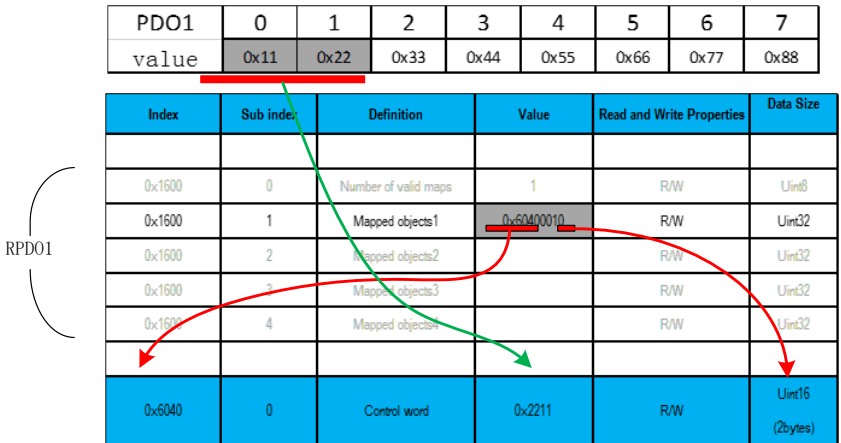 PDO1 0 1 2 3 4 5 6 7
value 0x11 0x22 0x33 0x44 0x55 0x66 0x77 0x88
Index Sub index Definition Value Read and Write Properties Data Size
0x1600 0 Number of valid maps 1 R/W Uint8
0x1600 1 Mapped objects1 0x60400010 R/W Uint32
RPDO1
0x1600 2 Mapped objects2 R/W Uint32
0x1600 3 Mapped objects3 R/W Uint32
0x1600 4 Mapped objects4 R/W Uint32
0x6040 0 Control word 0x2211 R/W Uint16
(2bytes)